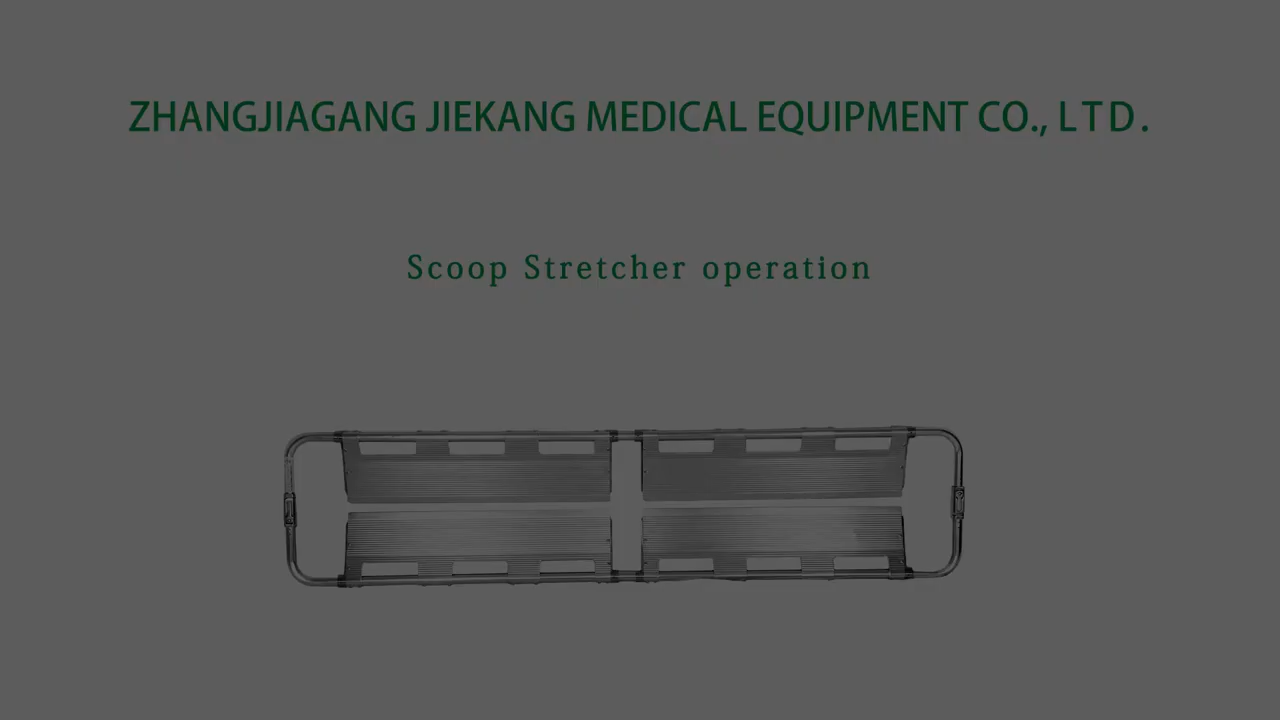 ZHANGJIAGANG JIEKANG MEDICAL EQUIPMENT CO., LTD.
Scoop Stretcher operation